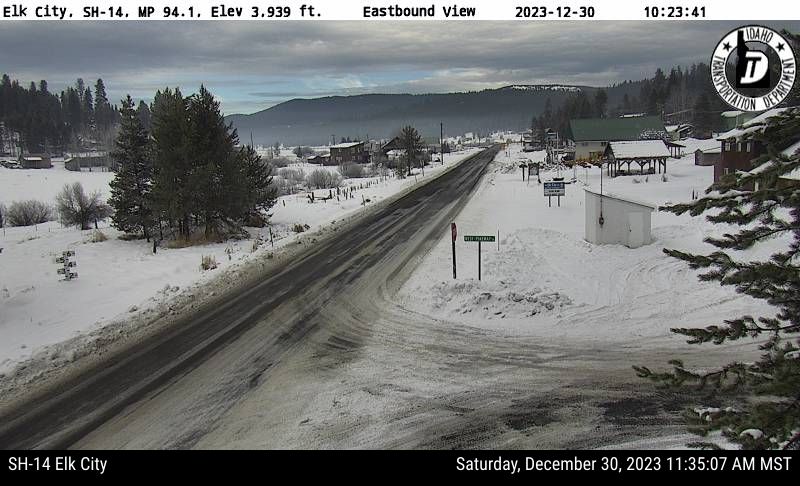 Elk City, SH-14, MP 94.1, Elev 3,939 ft. Eastbound View 2023-12-30 10:23:41
IDAHO
TRANSPORTATION DEPARTMENT
SH-14 Elk City Saturday, December 30, 2023 11:35:07 AM MST